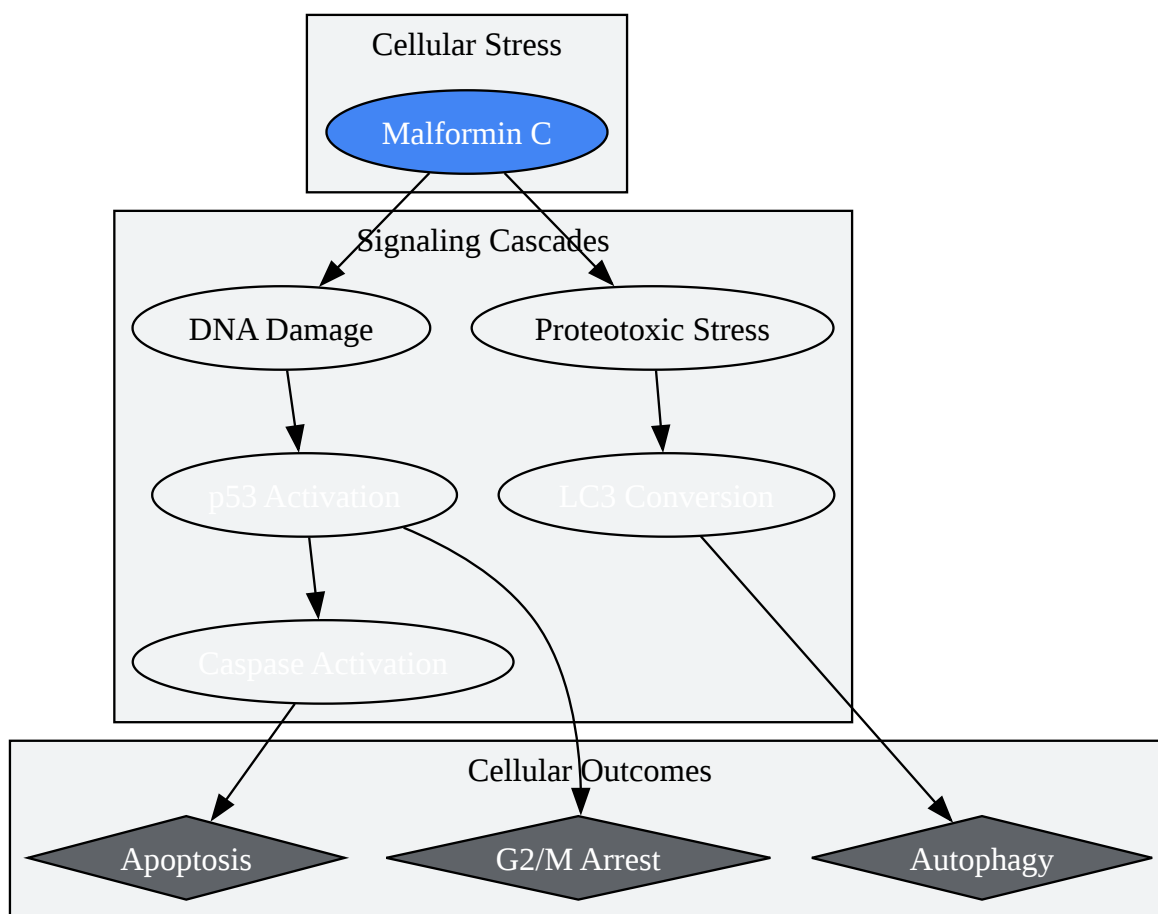 Cellular Stress
Malformin C
Signaling Cascades
DNA Damage
Proteotoxic Stress
p53 Activation
LC3 Conversion
Caspase Activation
Cellular Outcomes
Apoptosis
G2/M Arrest
Autophagy